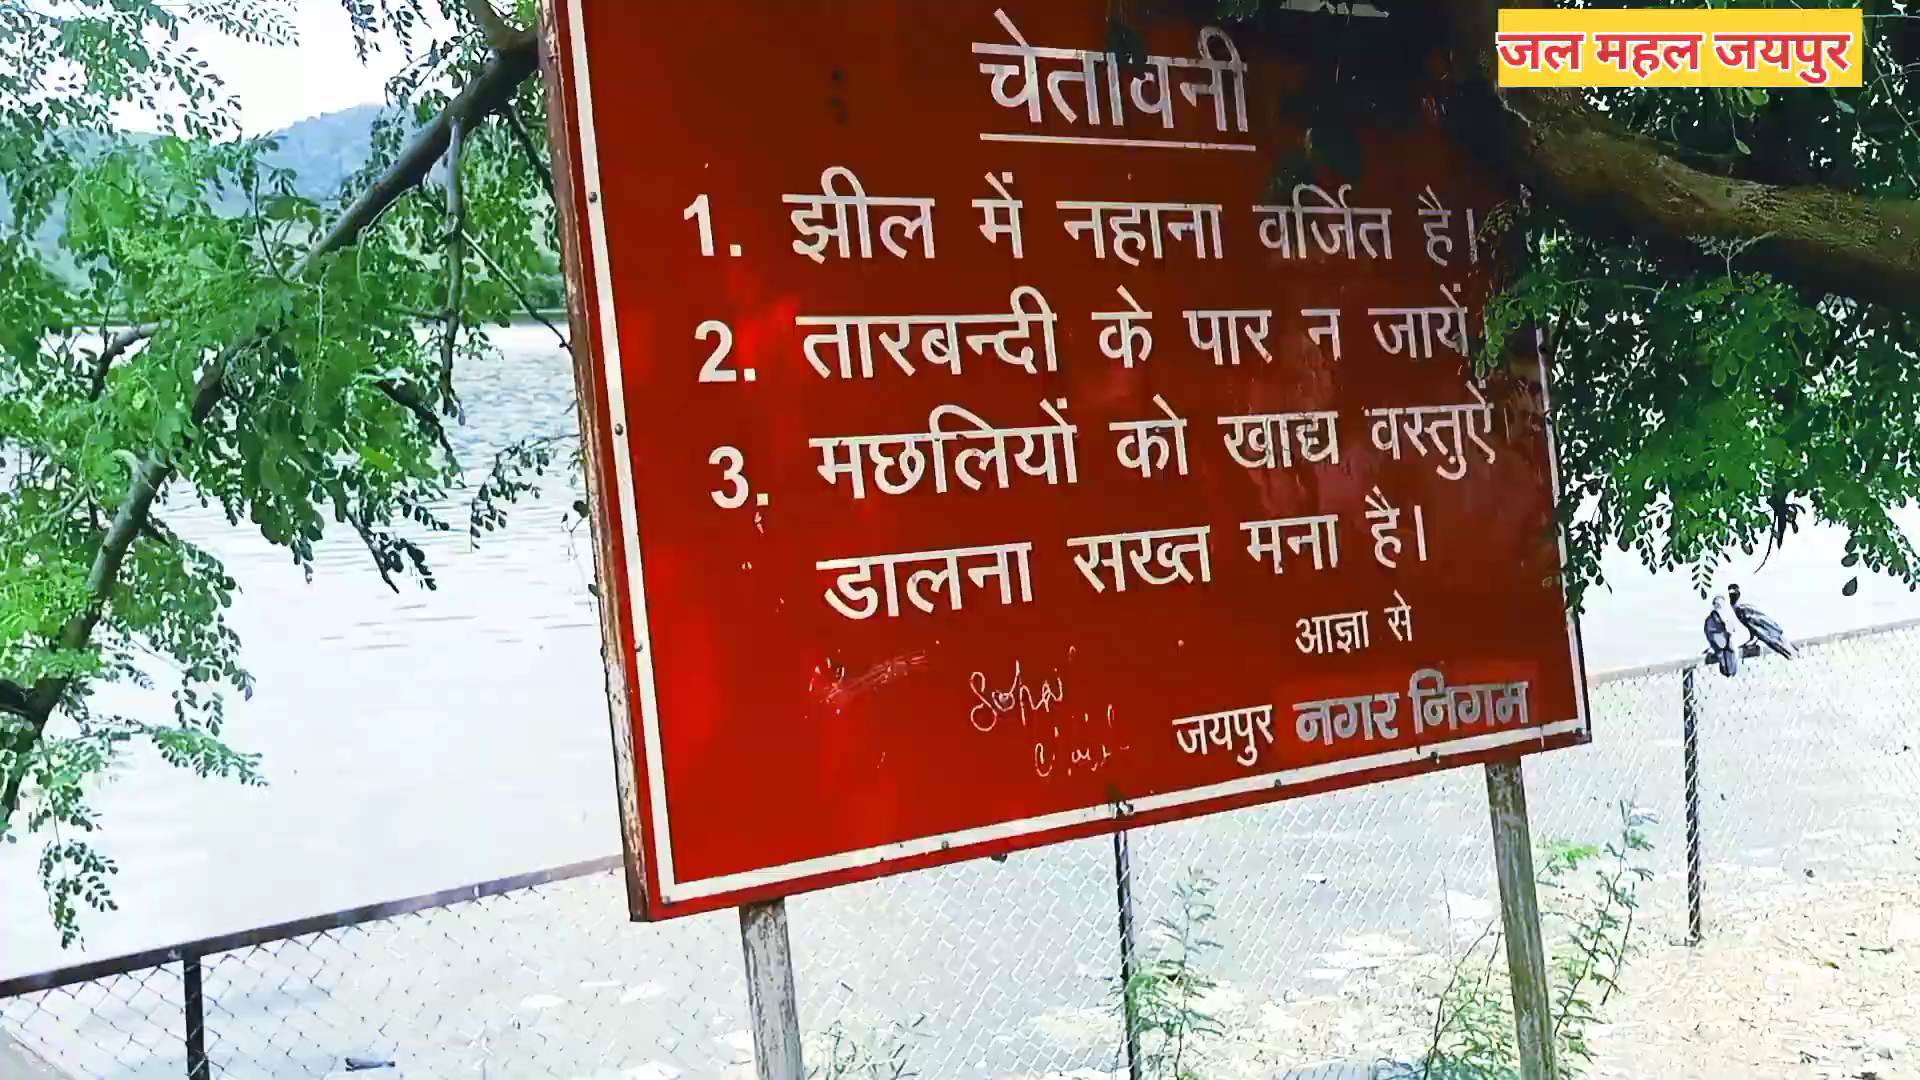 जल महल जयपुर
चेतावनी
1. झील में नहाना वर्जित है।
2. तारबन्दी के पार न जायें
3. मछलियों को खाद्य वस्तुऐं
डालना सख्त मना है।
आज्ञा से
जयपुर नगर निगम